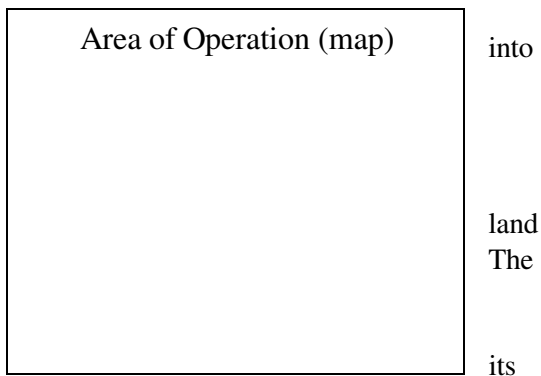 Area of Operation (map)
into
land
The
its